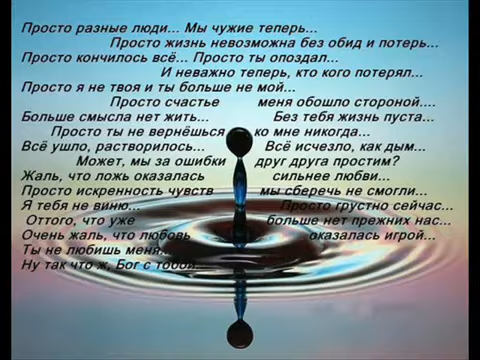 Просто разные люди... Мы чужие теперь...
Просто жизнь невозможна без обид и потерь...
Просто кончилось всё... Просто ты опоздал...
И неважно теперь, кто кого потерял...
Просто я не твоя и ты больше не мой...
Просто счастье меня обошло стороной....
Больше смысла нет жить... Без тебя жизнь пуста...
Просто ты не вернёшься ко мне никогда...
Всё ушло, растворилось... Всё исчезло, как дым...
Может, мы за ошибки друг друга простим?
Жаль, что ложь оказалась сильнее любви...
Просто искренность чувств мы сберечь не смогли...
Я тебя не виню... Просто грустно сейчас...
Оттого, что уже больше нет прежних нас...
Очень жаль, что любовь оказалась игрой...
Ты не любишь меня...
Ну так что ж, Бог с тобой...